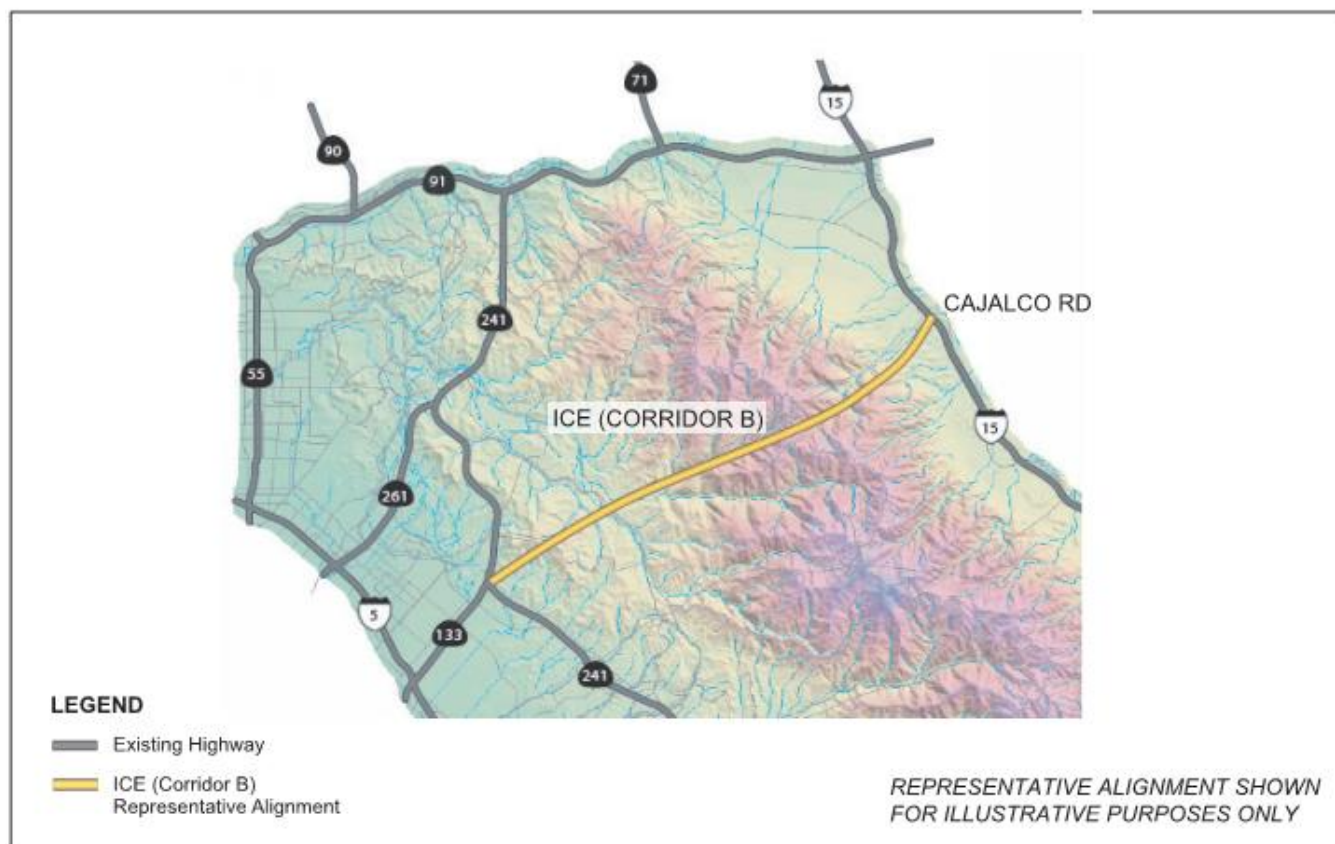 71
15
90
91
CAJALCO RD
241
55
ICE (CORRIDOR B)
15
261
5
133
241
LEGEND
Existing Highway
ICE (Corridor B)
Representative Alignment
REPRESENTATIVE ALIGNMENT SHOWN
FOR ILLUSTRATIVE PURPOSES ONLY